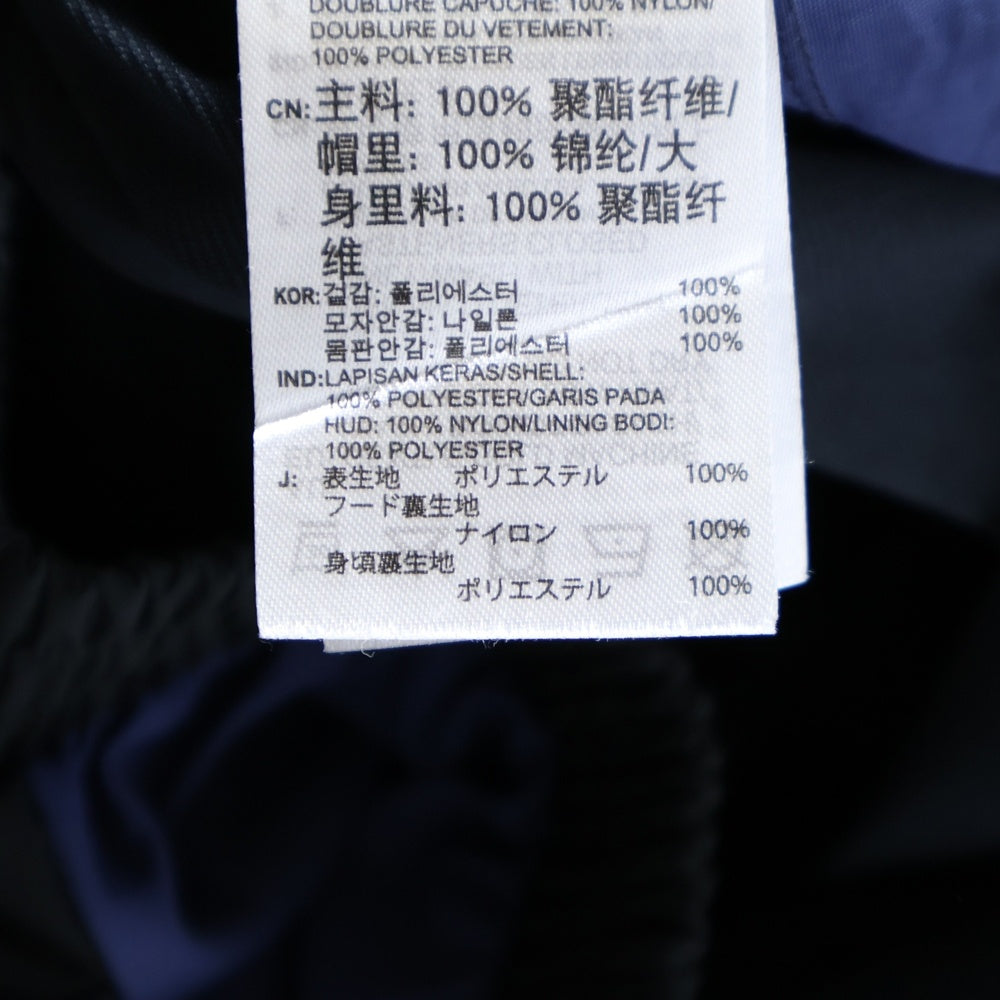 DOUBLURE CAPUCHE: 100% NYLON/
DOUBLURE DU VETEMENT:
100% POLYESTER
CN: 主料: 100% 聚酯纤维/
帽里: 100% 锦纶/大
身里料: 100% 聚酯纤
维
KOR: 겉감: 폴리에스터 100%
모자안감: 나일론 100%
몸판안감: 폴리에스터 100%
IND: LAPISAN KERAS/SHELL:
100% POLYESTER/GARIS PADA
HUD: 100% NYLON/LINING BODI:
100% POLYESTER
J: 表生地 ポリエステル 100%
フード裏生地
ナイロン 100%
身頃裏生地
ポリエステル 100%